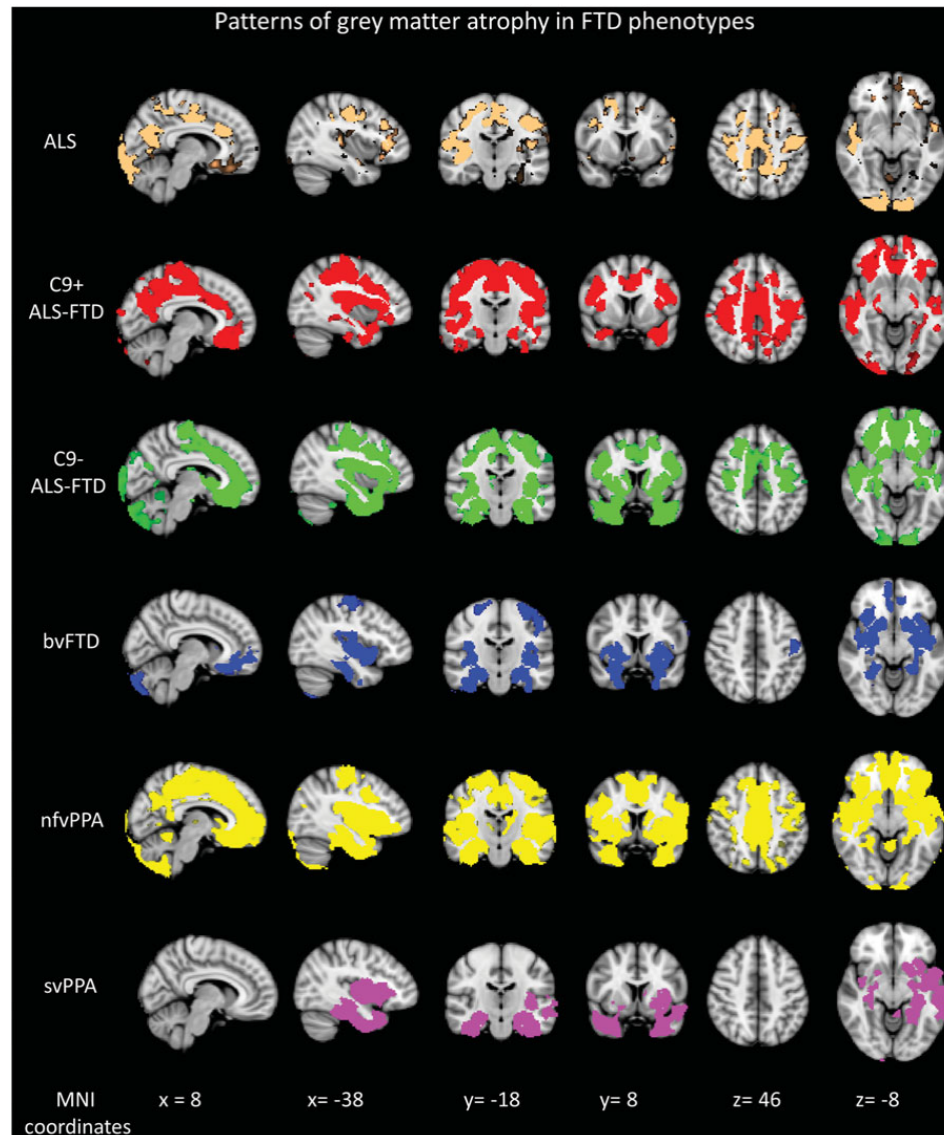 Patterns of grey matter atrophy in FTD phenotypes
ALS
C9+
ALS-FTD
C9-
ALS-FTD
bvFTD
nfvPPA
svPPA
MNI
coordinates
x = 8
x= -38
y= -18
y= 8
z= 46
z= -8